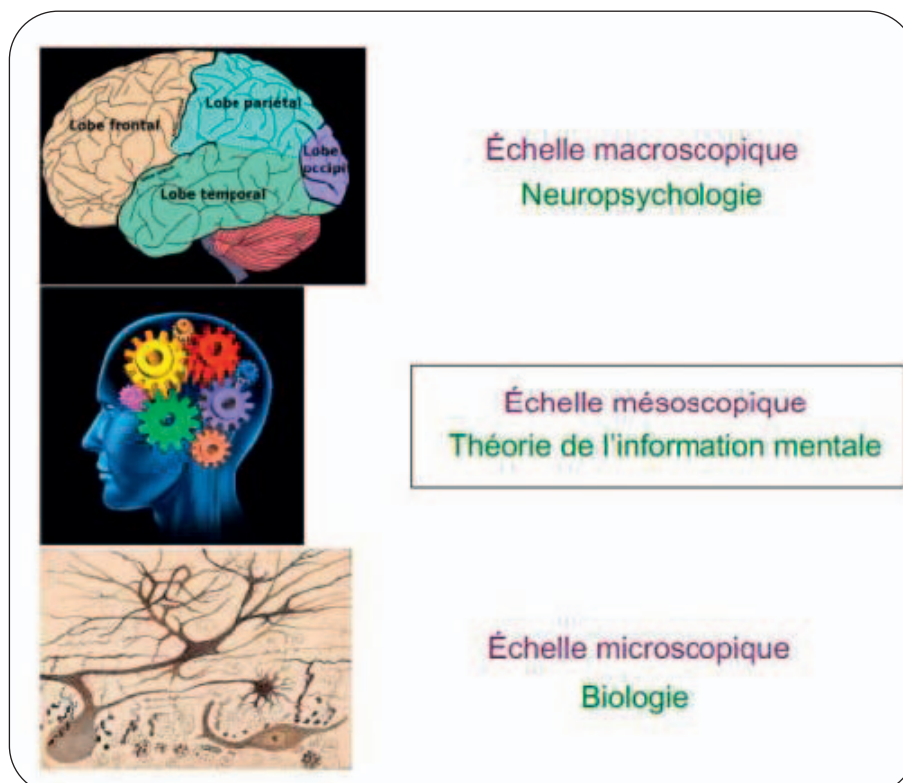 Lobe frontal
Lobe pariétal
Lobe
occipi
Lobe temporal
Échelle macroscopique
Neuropsychologie
Échelle mésoscopique
Théorie de l'information mentale
Échelle microscopique
Biologie